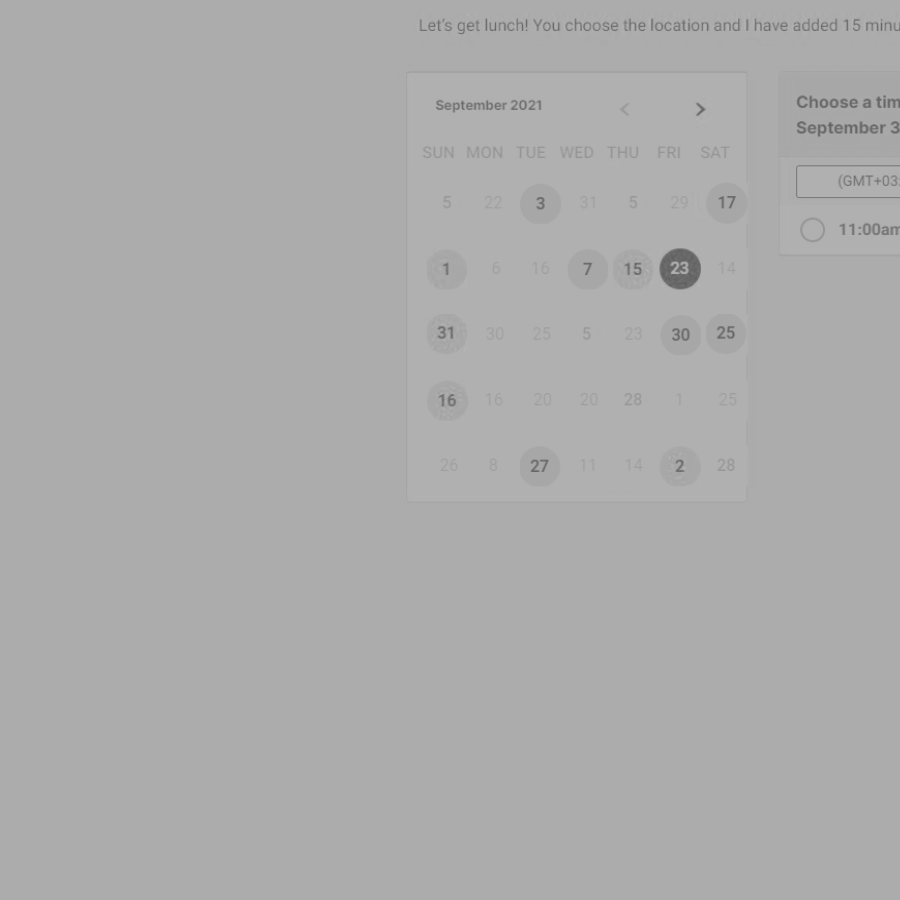 Let's get lunch! You choose the location and I have added 15 minu
September 2021
SUN MON TUE WED THU FRI SAT
5 22 3 31 5 29 17
1 6 16 7 15 23 14
31 30 25 5 23 30 25
16 16 20 20 28 1 25
26 8 27 11 14 2 28
Choose a tim
September 3
(GMT+03:
11:00am